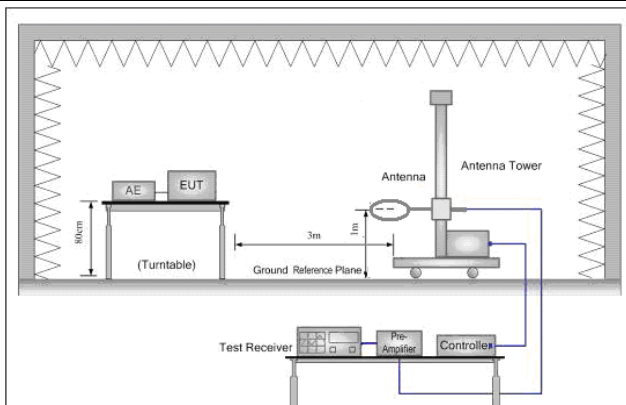 Antenna Tower
Antenna
AE
EUT
80cm
1m
3m
(Turntable)
Ground Reference Plane
Test Receiver
Pre-
Amplifier
Controller